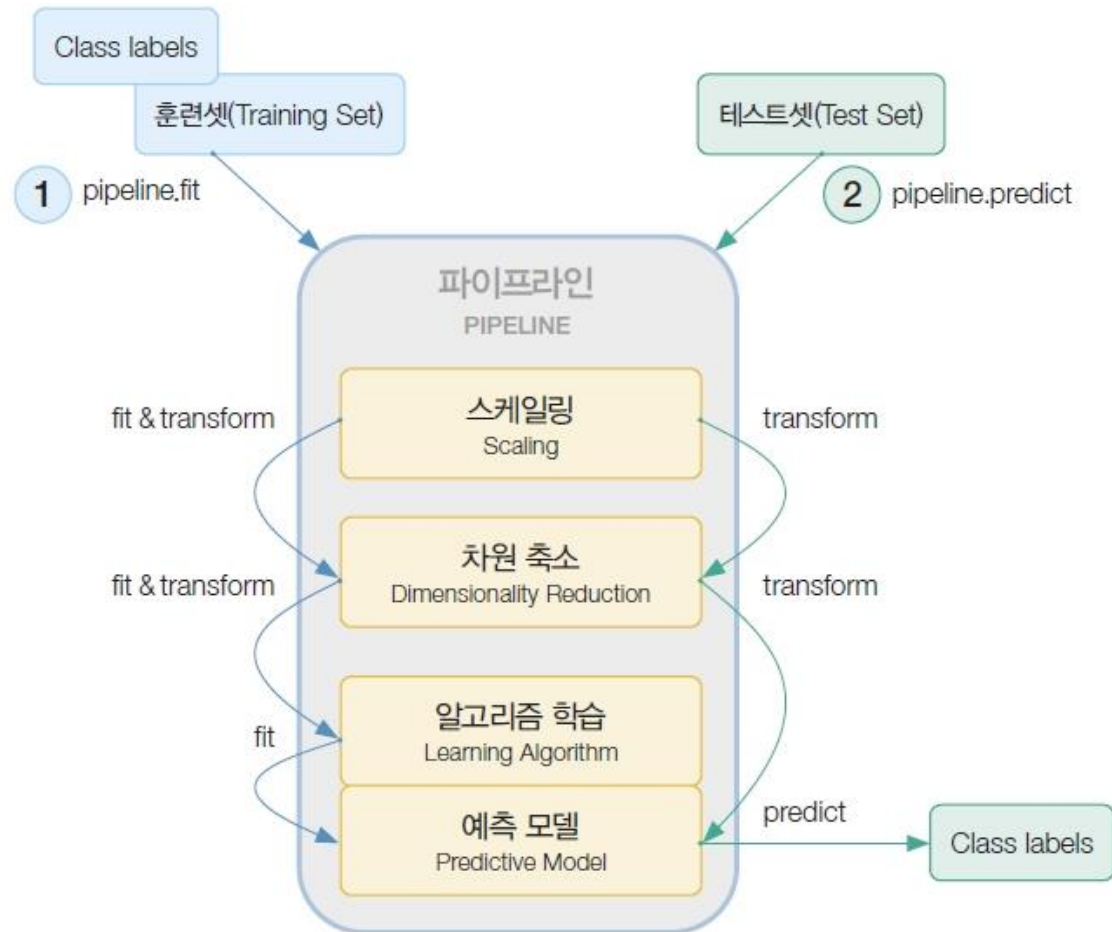 Class labels
훈련셋(Training Set)
테스트셋(Test Set)
1 pipeline.fit
2 pipeline.predict
파이프라인
PIPELINE
fit & transform
스케일링
Scaling
transform
fit & transform
차원 축소
Dimensionality Reduction
transform
fit
알고리즘 학습
Learning Algorithm
예측 모델
Predictive Model
predict
Class labels